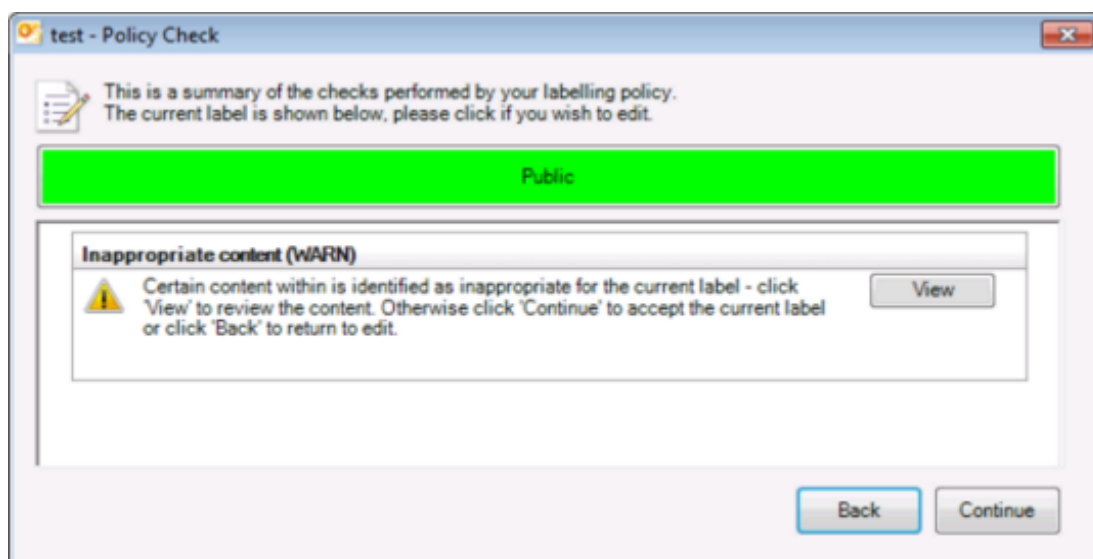 test - Policy Check
This is a summary of the checks performed by your labelling policy.
The current label is shown below, please click if you wish to edit.
Public
Inappropriate content (WARN)
Certain content within is identified as inappropriate for the current label - click
'View' to review the content. Otherwise click 'Continue' to accept the current label
or click 'Back' to return to edit.
View
Back
Continue